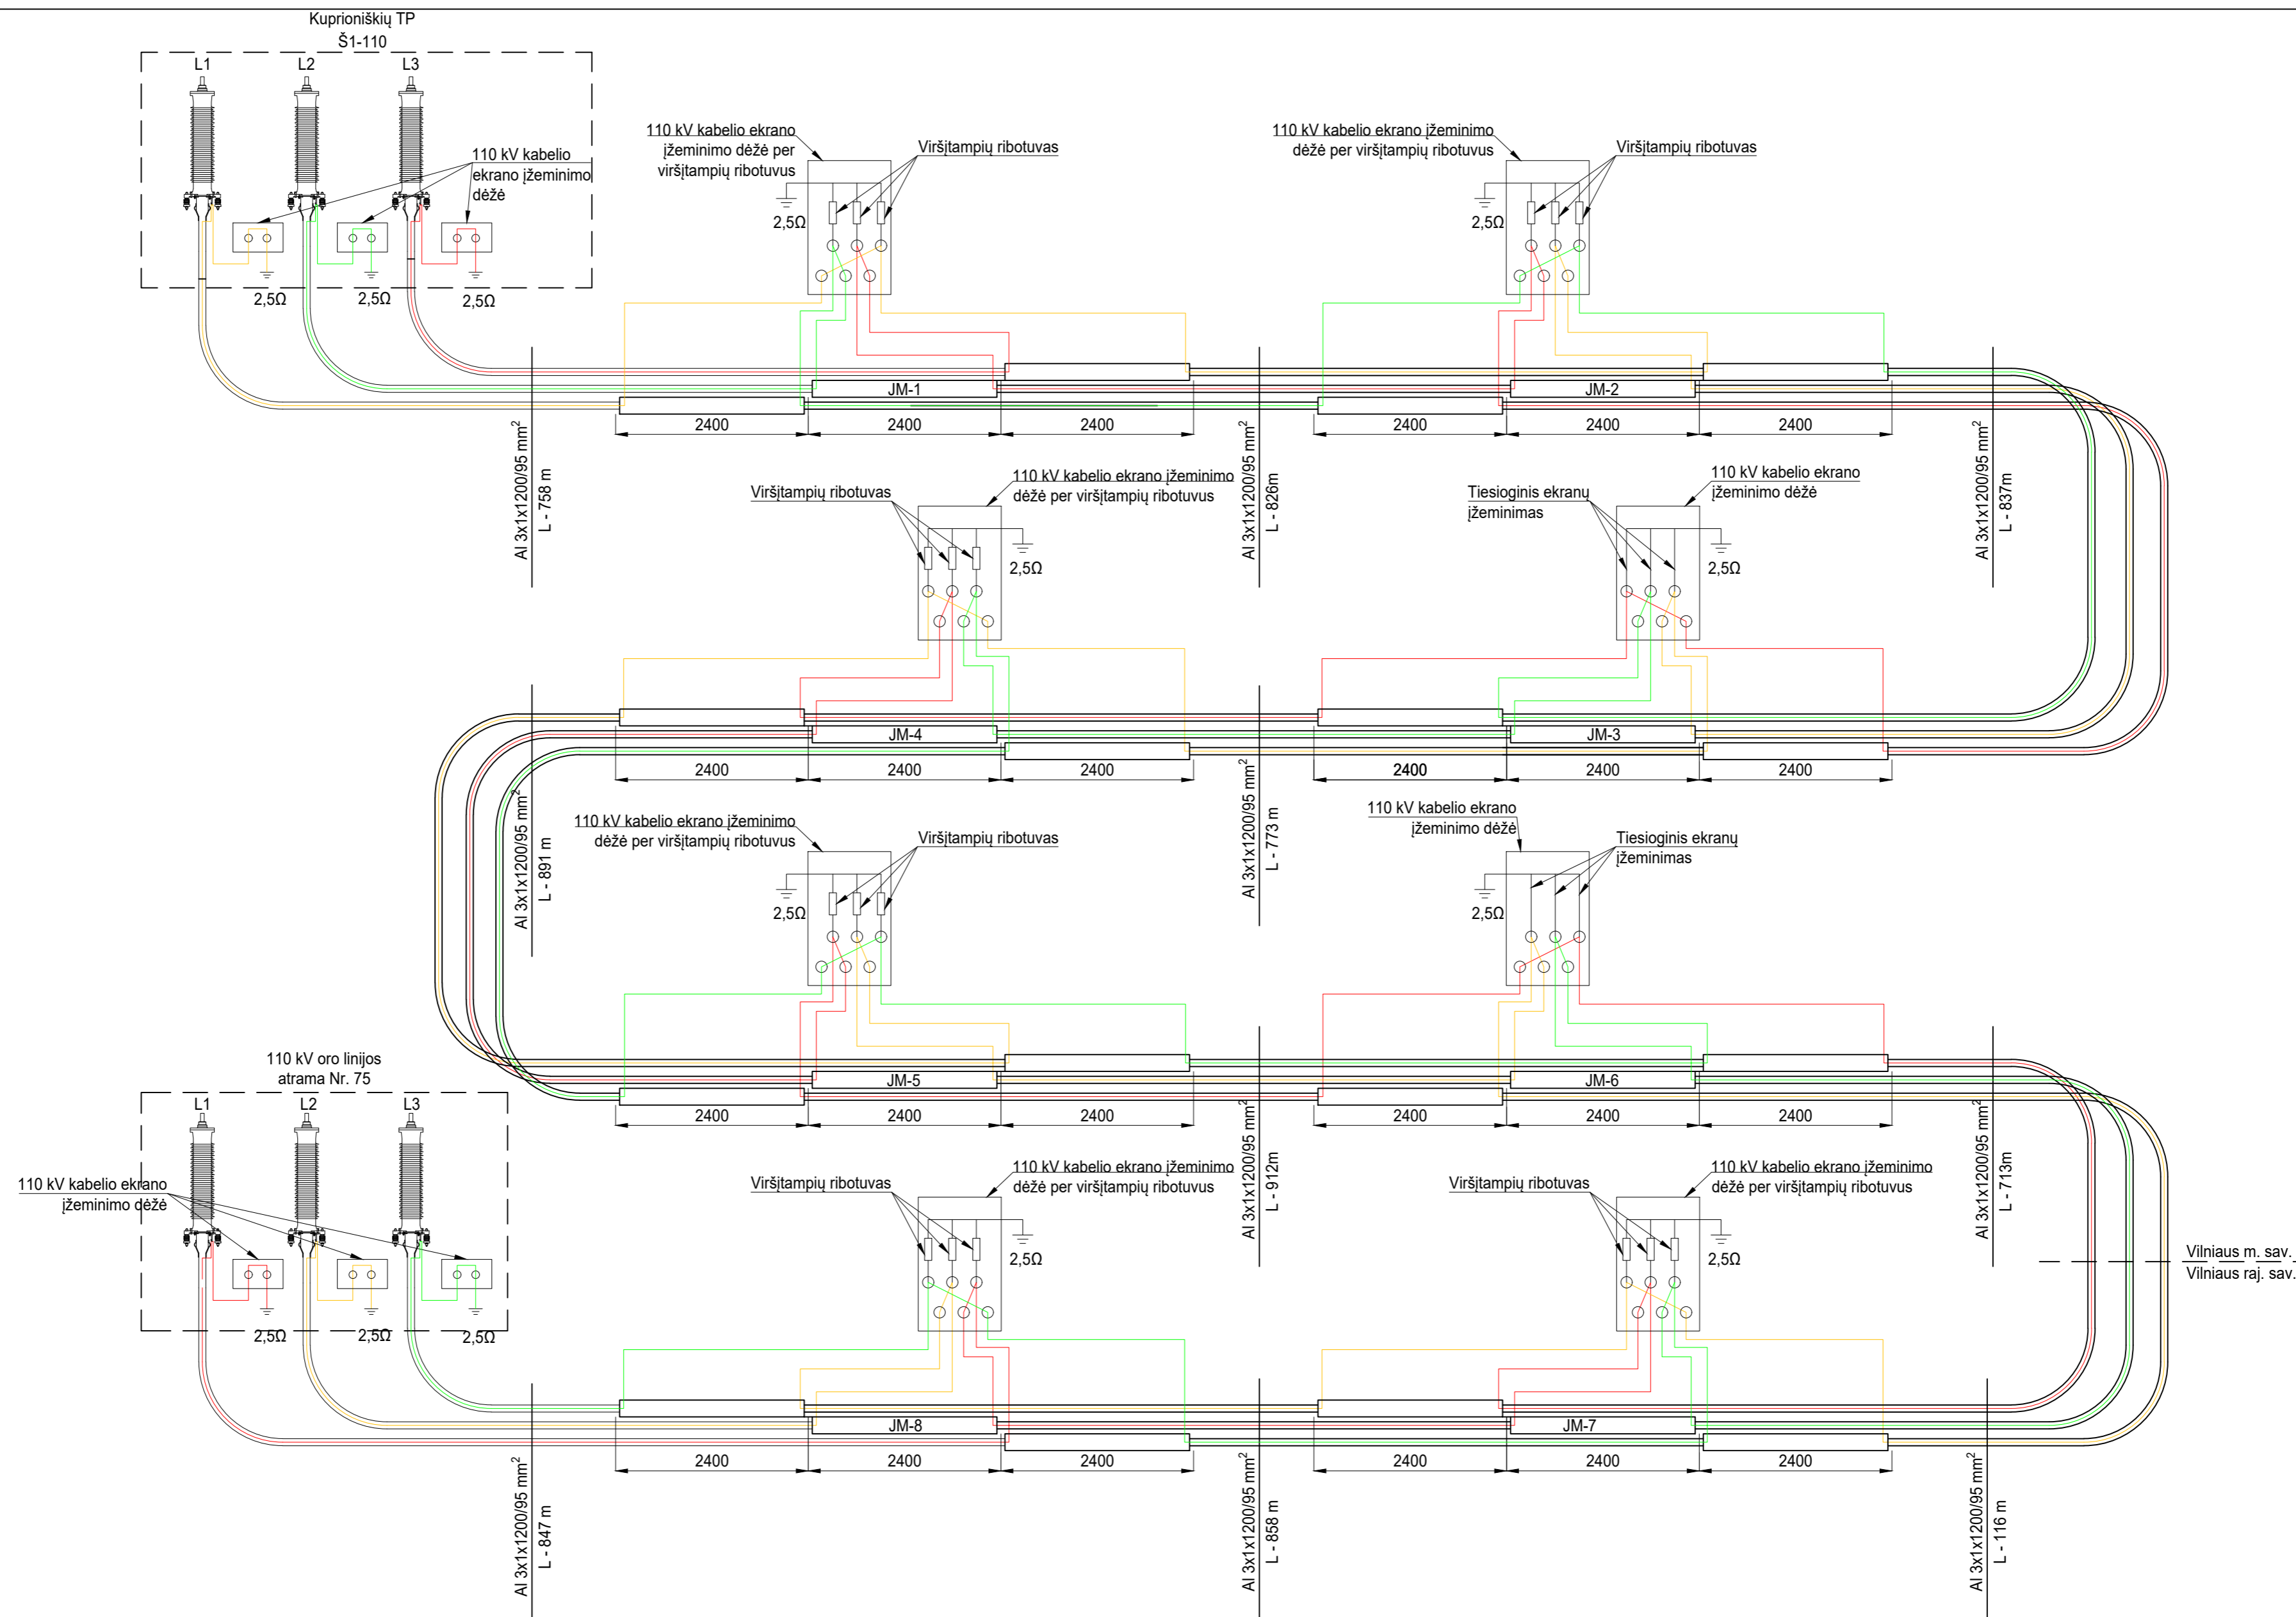 Kuprioniškių TP
Š1-110
L1
L2
L3
110 kV kabelio
ekrano įžeminimo
dėžė
2,5Ω
2,5Ω
2,5Ω
110 kV kabelio ekrano
įžeminimo dėžė per
viršįtampių ribotuvus
Viršįtampių ribotuvas
2,5Ω
110 kV kabelio ekrano įžeminimo
dėžė per viršįtampių ribotuvus
Viršįtampių ribotuvas
2,5Ω
JM-1
2400
2400
2400
JM-2
2400
2400
2400
Al 3x1x1200/95 mm²
L - 758 m
Al 3x1x1200/95 mm²
L - 826m
Al 3x1x1200/95 mm²
L - 837m
Viršįtampių ribotuvas
110 kV kabelio ekrano įžeminimo
dėžė per viršįtampių ribotuvus
2,5Ω
Tiesioginis ekranų
įžeminimas
110 kV kabelio ekrano
įžeminimo dėžė
2,5Ω
JM-4
2400
2400
2400
JM-3
2400
2400
2400
Al 3x1x1200/95 mm²
L - 891 m
Al 3x1x1200/95 mm²
L - 773 m
110 kV kabelio ekrano įžeminimo
dėžė per viršįtampių ribotuvus
Viršįtampių ribotuvas
2,5Ω
110 kV kabelio ekrano
įžeminimo dėžė
Tiesioginis ekranų
įžeminimas
2,5Ω
JM-5
2400
2400
2400
JM-6
2400
2400
2400
Al 3x1x1200/95 mm²
L - 912m
Al 3x1x1200/95 mm²
L - 713m
110 kV oro linijos
atrama Nr. 75
L1
L2
L3
110 kV kabelio ekrano
įžeminimo dėžė
2,5Ω
2,5Ω
2,5Ω
Viršįtampių ribotuvas
110 kV kabelio ekrano įžeminimo
dėžė per viršįtampių ribotuvus
2,5Ω
Viršįtampių ribotuvas
110 kV kabelio ekrano įžeminimo
dėžė per viršįtampių ribotuvus
2,5Ω
Vilniaus m. sav.
Vilniaus raj. sav.
JM-8
2400
2400
2400
JM-7
2400
2400
2400
Al 3x1x1200/95 mm²
L - 847 m
Al 3x1x1200/95 mm²
L - 858 m
Al 3x1x1200/95 mm²
L - 116 m